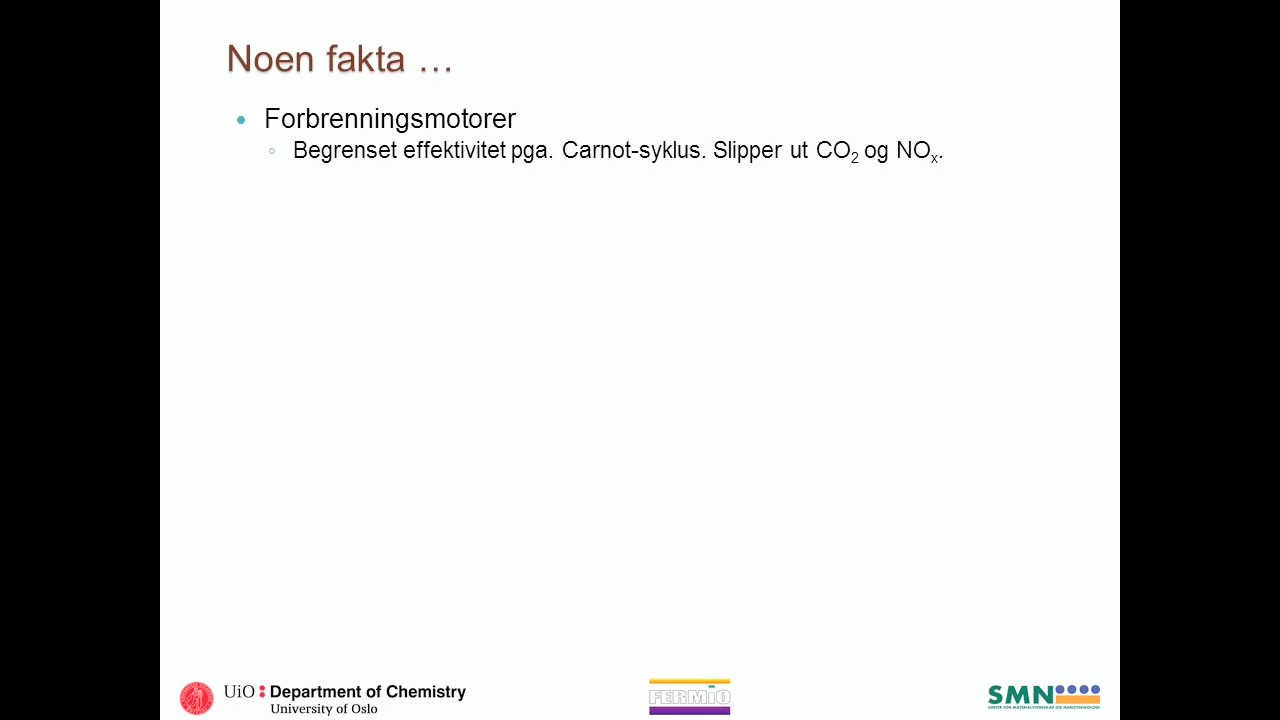 Noen fakta …
Forbrenningsmotorer
Begrenset effektivitet pga. Carnot-syklus. Slipper ut CO₂ og NOₓ.
UiO Department of Chemistry
University of Oslo
FERMiO
SMN
SENTER FOR MATERIALVITENSKAP OG NANOTEKNOLOGI